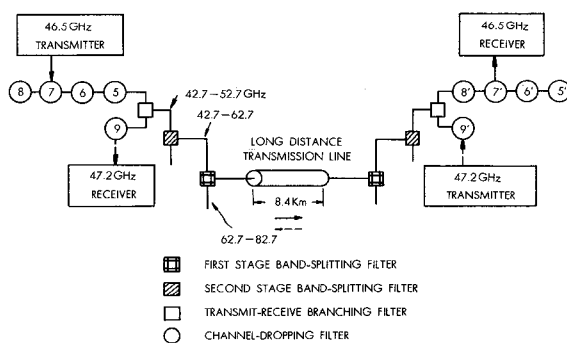 46.5 GHz
TRANSMITTER
46.5 GHz
RECEIVER
8 7 6 5
42.7–52.7 GHz
42.7–62.7
8' 7' 6' 5'
9
9'
LONG DISTANCE
TRANSMISSION LINE
47.2 GHz
RECEIVER
8.4 Km
47.2 GHz
TRANSMITTER
62.7–82.7
FIRST STAGE BAND-SPLITTING FILTER
SECOND STAGE BAND-SPLITTING FILTER
TRANSMIT-RECEIVE BRANCHING FILTER
CHANNEL-DROPPING FILTER